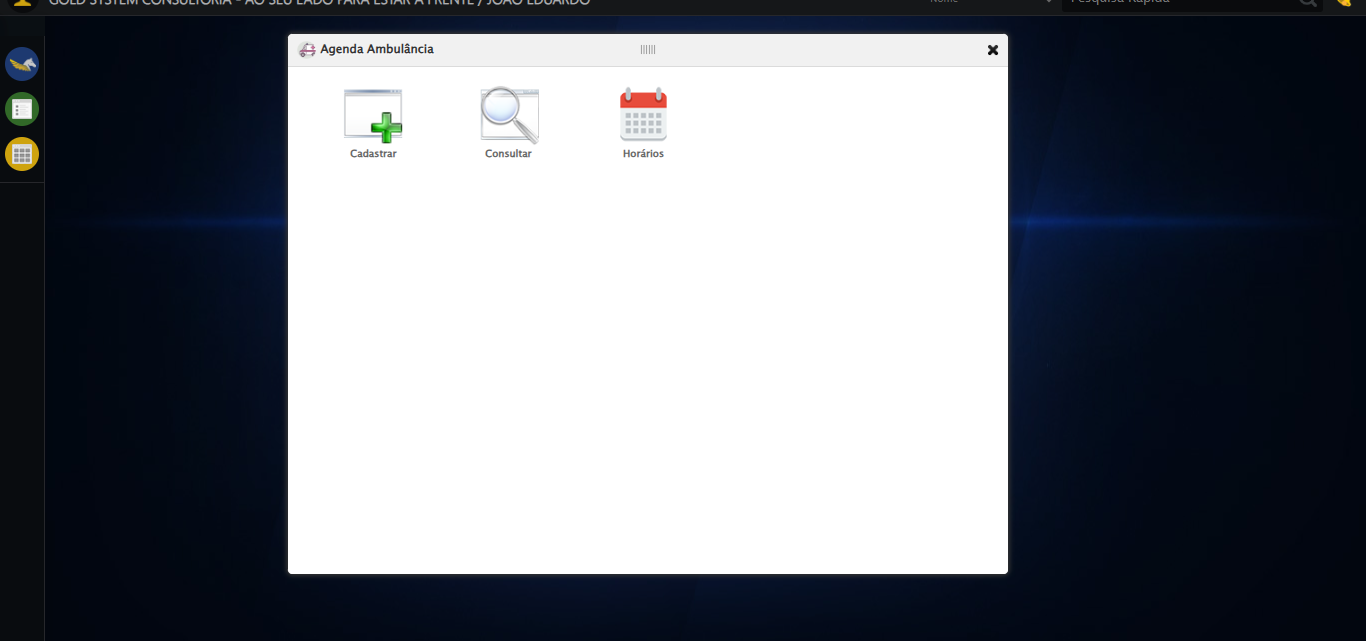 GOLD SYSTEM CONSULTORIA - AO SEU LADO PARA ESTAR À FRENTE / JOÃO EDUARDO
Nome
Pesquisa Rápida
Agenda Ambulância
Cadastrar
Consultar
Horários